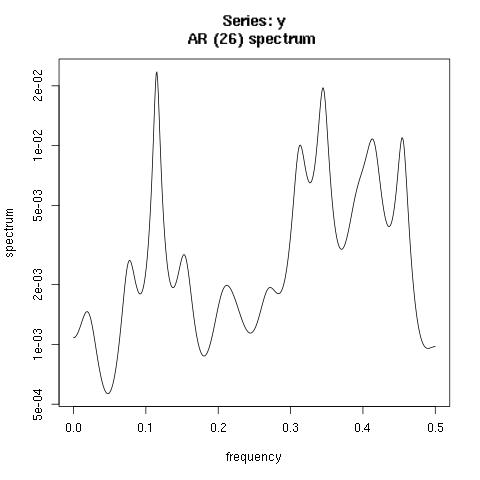 Series: y
AR (26) spectrum
spectrum
2e-02
1e-02
5e-03
2e-03
1e-03
5e-04
0.0 0.1 0.2 0.3 0.4 0.5
frequency